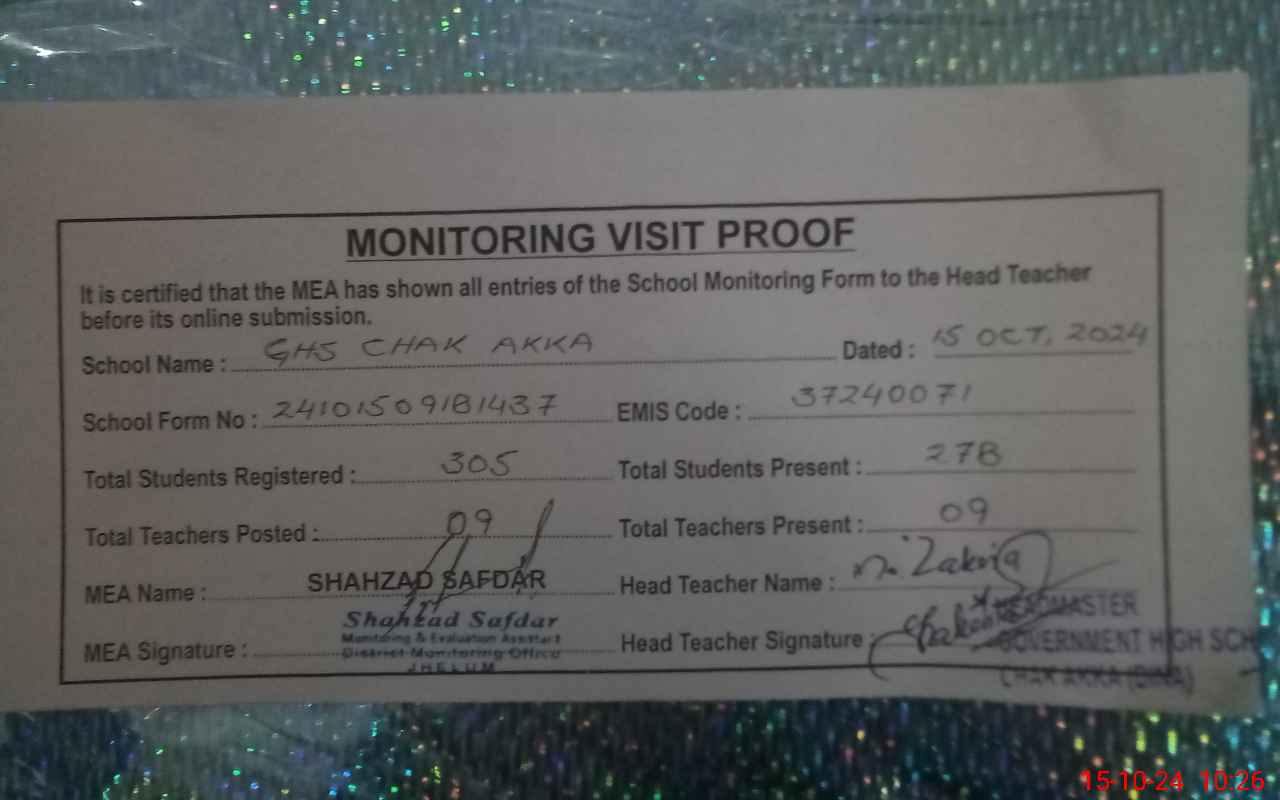 MONITORING VISIT PROOF
It is certified that the MEA has shown all entries of the School Monitoring Form to the Head Teacher
before its online submission.
School Name : GHS CHAK AKKA Dated : 15 OCT, 2024
School Form No : 24101509181437 EMIS Code : 37240071
Total Students Registered : 305 Total Students Present : 278
Total Teachers Posted : 09 Total Teachers Present : 09
MEA Name : SHAHZAD SAFDAR Head Teacher Name : M. Zakria
MEA Signature : Head Teacher Signature :
Shahzad Safdar
Monitoring & Evaluation Assistant
District Monitoring Office
JHELUM
HEADMASTER
GOVERNMENT HIGH SCH
CHAK AKKA (DINA)
15-10-24 10:26